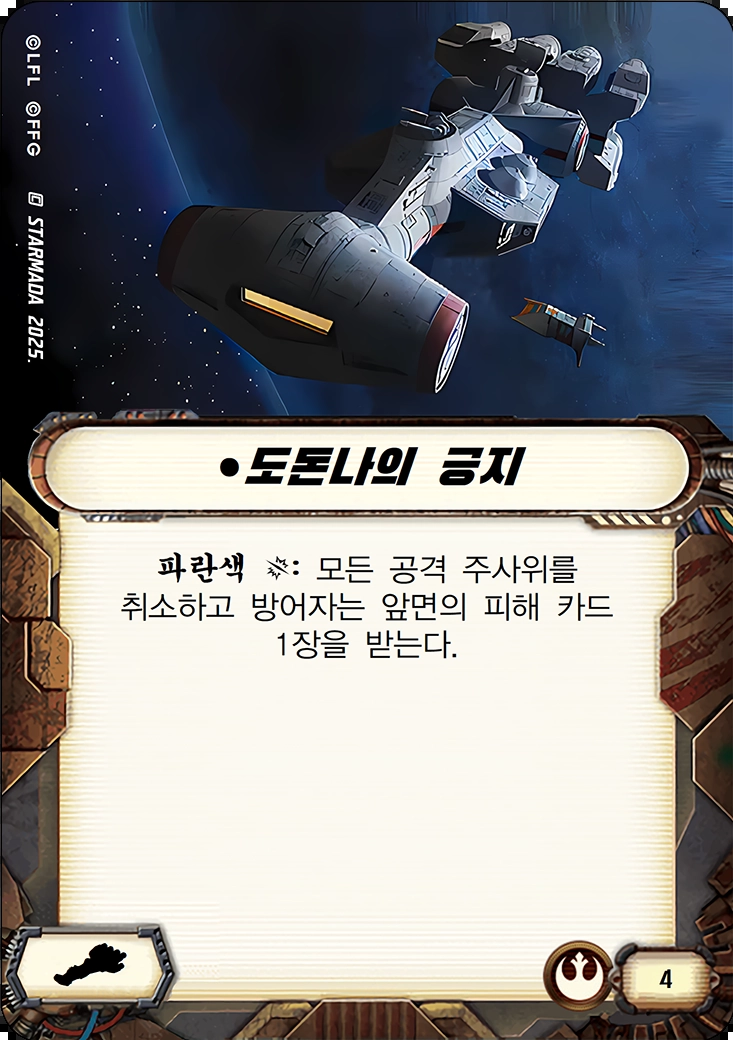 ©LFL ©FFG
STARMADA 2025.
•도돈나의 긍지
파란색 : 모든 공격 주사위를
취소하고 방어자는 앞면의 피해 카드
1장을 받는다.
4